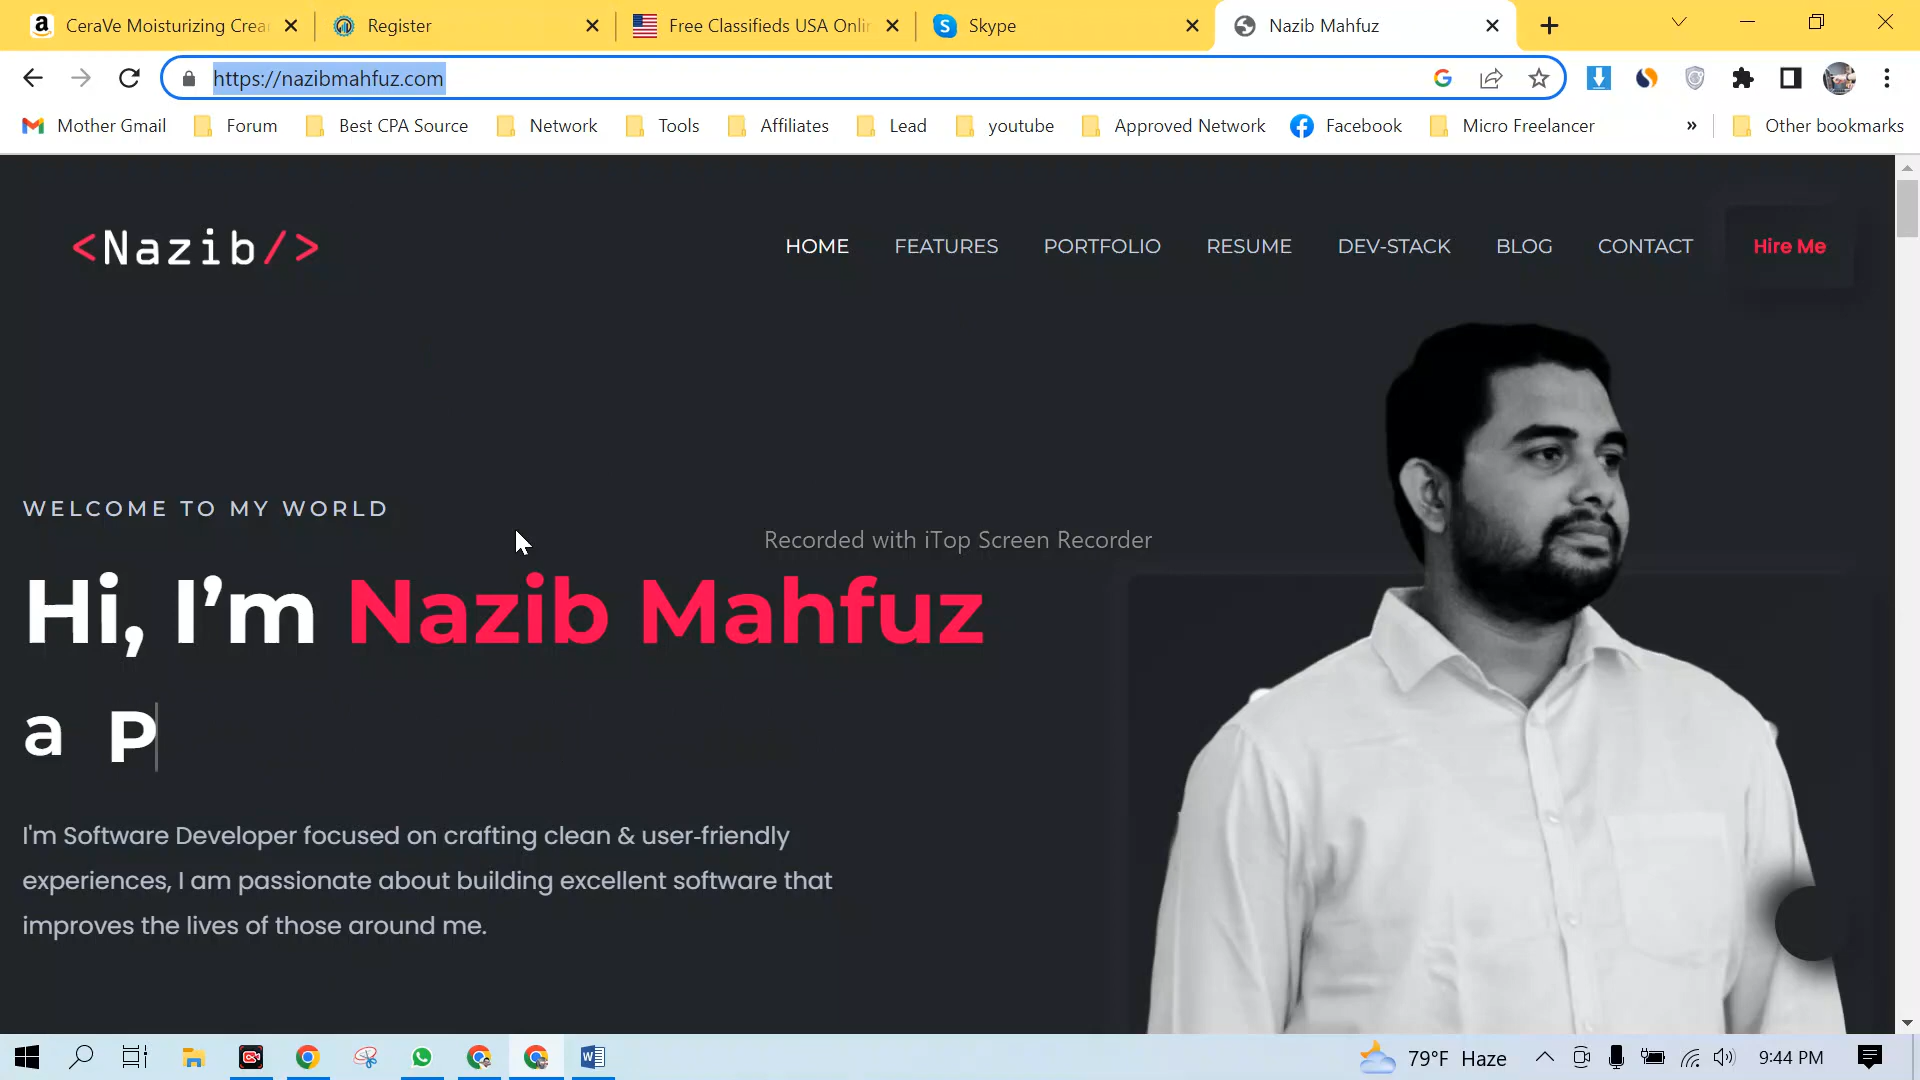 CeraVe Moisturizing Crea
Register
Free Classifieds USA Onli
Skype
Nazib Mahfuz
https://nazibmahfuz.com
Mother Gmail
Forum
Best CPA Source
Network
Tools
Affiliates
Lead
youtube
Approved Network
Facebook
Micro Freelancer
»
Other bookmarks
<Nazib/>
HOME
FEATURES
PORTFOLIO
RESUME
DEV-STACK
BLOG
CONTACT
Hire Me
WELCOME TO MY WORLD
Recorded with iTop Screen Recorder
Hi, I’m Nazib Mahfuz
a P
I'm Software Developer focused on crafting clean & user-friendly
experiences, I am passionate about building excellent software that
improves the lives of those around me.
79°F Haze
9:44 PM